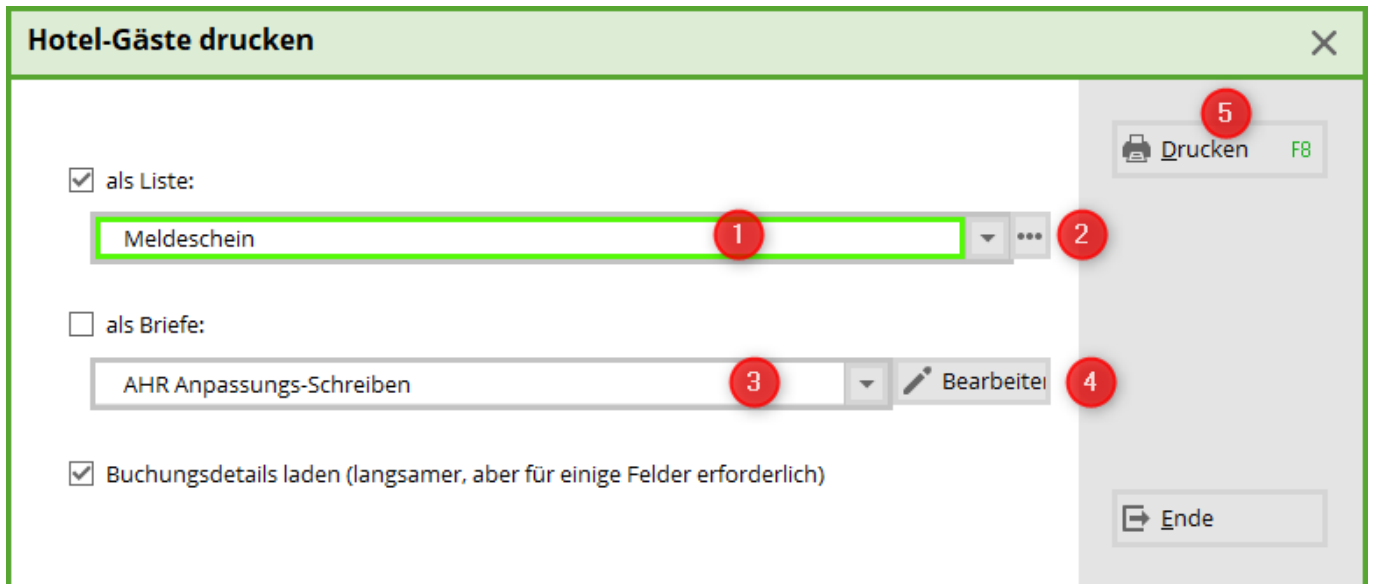 Hotel-Gäste drucken
5
Drucken F8
als Liste:
Meldeschein 1 ... 2
als Briefe:
AHR Anpassungs-Schreiben 3 Bearbeiter 4
Buchungsdetails laden (langsamer, aber für einige Felder erforderlich)
Ende